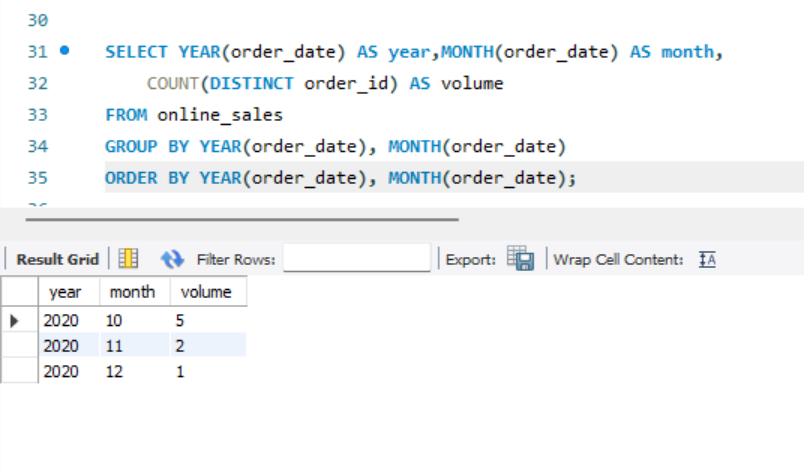 30
31 SELECT YEAR(order_date) AS year,MONTH(order_date) AS month,
32 COUNT(DISTINCT order_id) AS volume
33 FROM online_sales
34 GROUP BY YEAR(order_date), MONTH(order_date)
35 ORDER BY YEAR(order_date), MONTH(order_date);
Result Grid Filter Rows: Export: Wrap Cell Content: IA
year month volume
2020 10 5
2020 11 2
2020 12 1